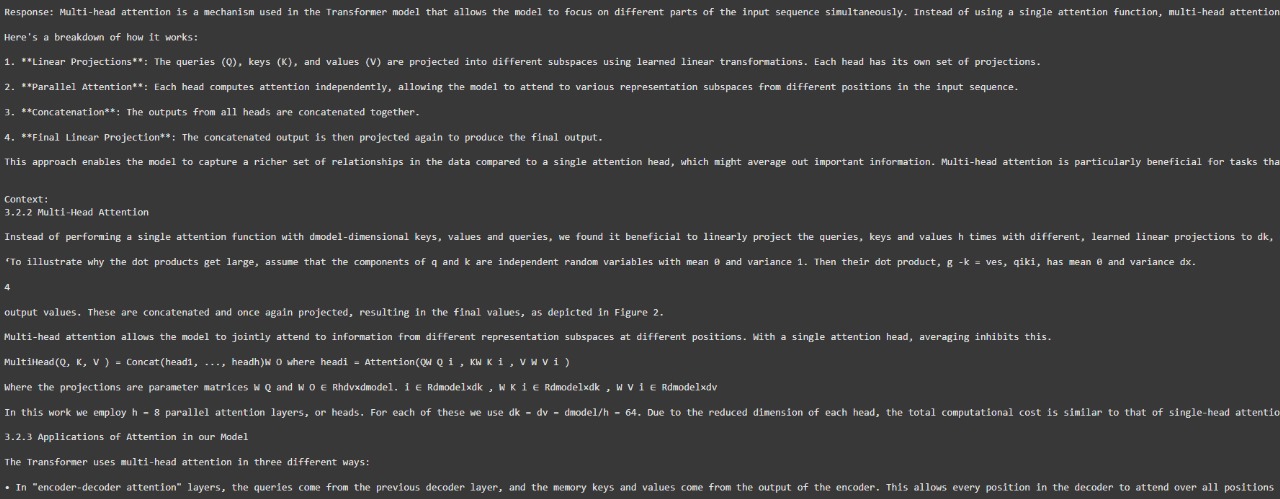 Response: Multi-head attention is a mechanism used in the Transformer model that allows the model to focus on different parts of the input sequence simultaneously. Instead of using a single attention function, multi-head attention
Here's a breakdown of how it works:
1. **Linear Projections**: The queries (Q), keys (K), and values (V) are projected into different subspaces using learned linear transformations. Each head has its own set of projections.
2. **Parallel Attention**: Each head computes attention independently, allowing the model to attend to various representation subspaces from different positions in the input sequence.
3. **Concatenation**: The outputs from all heads are concatenated together.
4. **Final Linear Projection**: The concatenated output is then projected again to produce the final output.
This approach enables the model to capture a richer set of relationships in the data compared to a single attention head, which might average out important information. Multi-head attention is particularly beneficial for tasks tha
Context:
3.2.2 Multi-Head Attention
Instead of performing a single attention function with dmodel-dimensional keys, values and queries, we found it beneficial to linearly project the queries, keys and values h times with different, learned linear projections to dk,
‘To illustrate why the dot products get large, assume that the components of q and k are independent random variables with mean 0 and variance 1. Then their dot product, g -k = ves, qiki, has mean 0 and variance dx.
4
output values. These are concatenated and once again projected, resulting in the final values, as depicted in Figure 2.
Multi-head attention allows the model to jointly attend to information from different representation subspaces at different positions. With a single attention head, averaging inhibits this.
MultiHead(Q, K, V ) = Concat(head1, ..., headh)W O where headi = Attention(QW Q i , KW K i , V W V i )
Where the projections are parameter matrices W Q and W O ∈ Rhdv×dmodel. i ∈ Rdmodel×dk , W K i ∈ Rdmodel×dk , W V i ∈ Rdmodel×dv
In this work we employ h = 8 parallel attention layers, or heads. For each of these we use dk = dv = dmodel/h = 64. Due to the reduced dimension of each head, the total computational cost is similar to that of single-head attentio
3.2.3 Applications of Attention in our Model
The Transformer uses multi-head attention in three different ways:
• In "encoder-decoder attention" layers, the queries come from the previous decoder layer, and the memory keys and values come from the output of the encoder. This allows every position in the decoder to attend over all positions